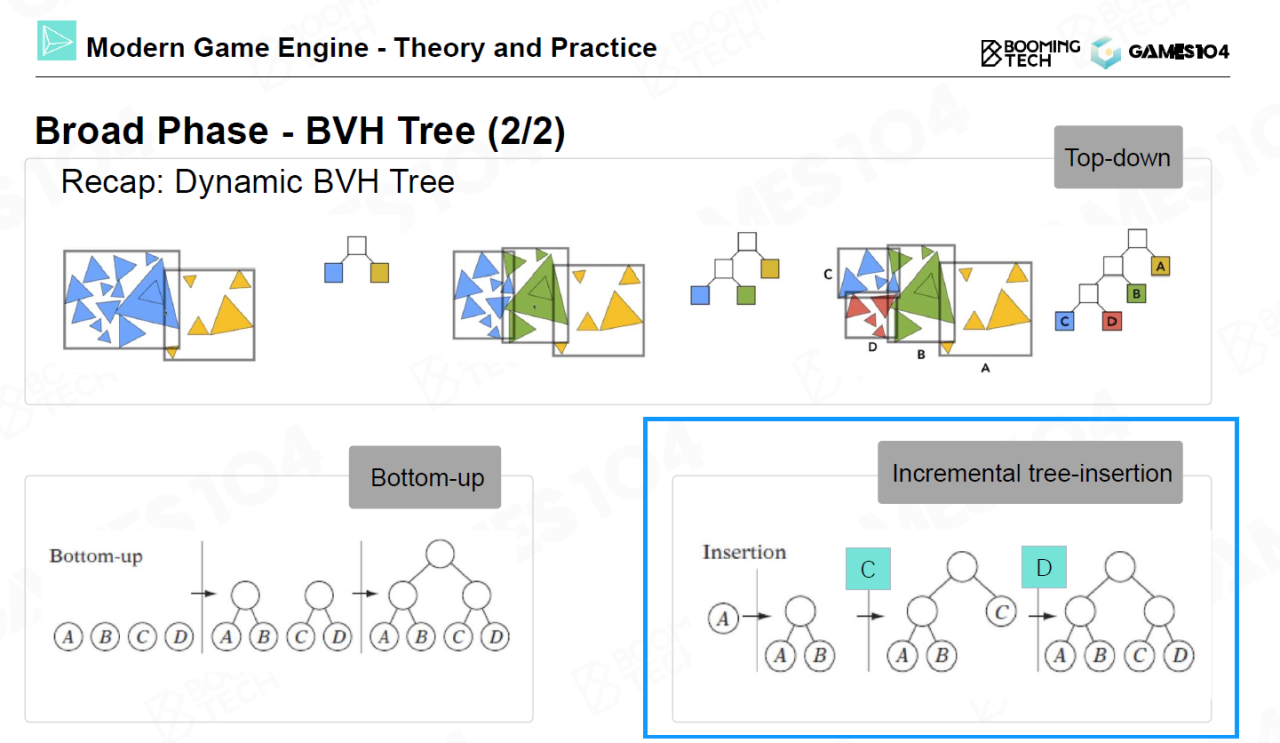 Modern Game Engine - Theory and Practice
BOOMING
TECH
GAMES104
Broad Phase - BVH Tree (2/2)
Top-down
Recap: Dynamic BVH Tree
C
D
B
A
A
B
C D
Bottom-up
Bottom-up
A B C D
A B C D
A B C D
Incremental tree-insertion
Insertion
A
A B
C
C
A B
D
A B C D